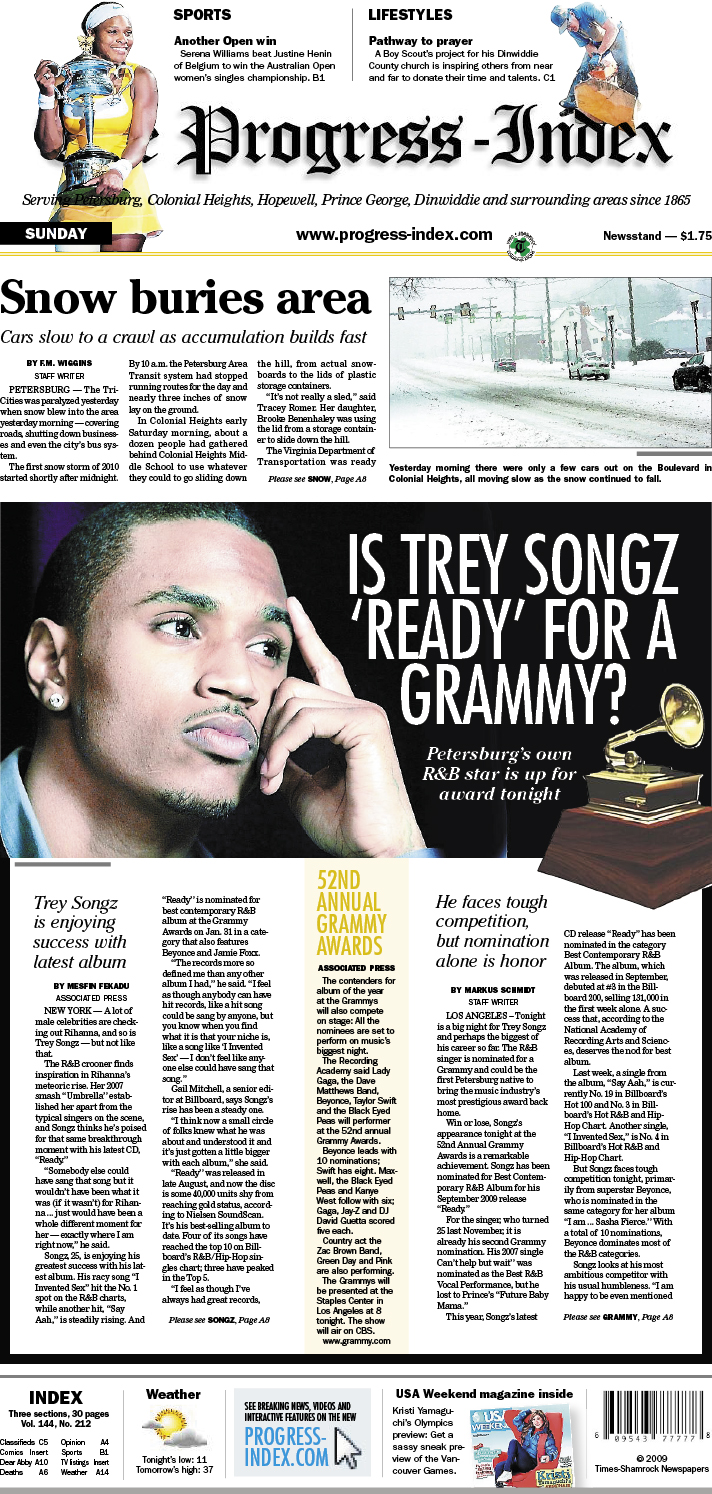 SPORTS
Another Open win
Serena Williams beat Justine Henin
of Belgium to win the Australian Open
women's singles championship. B1
LIFESTYLES
Pathway to prayer
A Boy Scout's project for his Dinwiddie
County church is inspiring others from near
and far to donate their time and talents. C1
Progress-Index
Serving Petersburg, Colonial Heights, Hopewell, Prince George, Dinwiddie and surrounding areas since 1865
SUNDAY
www.progress-index.com
Newsstand — $1.75
Snow buries area
Cars slow to a crawl as accumulation builds fast
BY F.M. WIGGINS
STAFF WRITER
PETERSBURG — The Tri-
Cities was paralyzed yesterday
when snow blew into the area
yesterday morning — covering
roads, shutting down business-
es and even the city's bus sys-
tem.
The first snow storm of 2010
started shortly after midnight.
By 10 a.m. the Petersburg Area
Transit system had stopped
running routes for the day and
nearly three inches of snow
lay on the ground.
In Colonial Heights early
Saturday morning, about a
dozen people had gathered
behind Colonial Heights Mid-
dle School to use whatever
they could to go sliding down
the hill, from actual snow-
boards to the lids of plastic
storage containers.
"It's not really a sled," said
Tracey Romer. Her daughter,
Brooke Benenhaley was using
the lid from a storage contain-
er to slide down the hill.
The Virginia Department of
Transportation was ready
Please see SNOW, Page A8
Yesterday morning there were only a few cars out on the Boulevard in
Colonial Heights, all moving slow as the snow continued to fall.
IS TREY SONGZ
'READY' FOR A
GRAMMY?
Petersburg's own
R&B star is up for
award tonight
Trey Songz
is enjoying
success with
latest album
BY MESFIN FEKADU
ASSOCIATED PRESS
NEW YORK — A lot of
male celebrities are check-
ing out Rihanna, and so is
Trey Songz — but not like
that.
The R&B crooner finds
inspiration in Rihanna's
meteoric rise. Her 2007
smash "Umbrella" estab-
lished her apart from the
typical singers on the scene,
and Songz thinks he's poised
for that same breakthrough
moment with his latest CD,
"Ready."
"Somebody else could
have sang that song but it
wouldn't have been what it
was (if it wasn't) for Rihan-
na ... just would have been a
whole different moment for
her — exactly where I am
right now," he said.
Songz, 25, is enjoying his
greatest success with his lat-
est album. His racy song "I
Invented Sex" hit the No. 1
spot on the R&B charts,
while another hit, "Say
Aah," is steadily rising. And
"Ready" is nominated for
best contemporary R&B
album at the Grammy
Awards on Jan. 31 in a cate-
gory that also features
Beyonce and Jamie Foxx.
"The records more so
defined me than any other
album I had," he said. "I feel
as though anybody can have
hit records, like a hit song
could be sang by anyone, but
you know when you find
what it is that your niche is,
like a song like 'I Invented
Sex' — I don't feel like any-
one else could have sang that
song."
Gail Mitchell, a senior edi-
tor at Billboard, says Songz's
rise has been a steady one.
"I think now a small circle
of folks knew what he was
about and understood it and
it's just gotten a little bigger
with each album," she said.
"Ready" was released in
late August, and now the disc
is some 40,000 units shy from
reaching gold status, accord-
ing to Nielsen SoundScan.
It's his best-selling album to
date. Four of its songs have
reached the top 10 on Bill-
board's R&B/Hip-Hop sin-
gles chart; three have peaked
in the Top 5.
"I feel as though I've
always had great records,
Please see SONGZ, Page A8
52ND
ANNUAL
GRAMMY
AWARDS
ASSOCIATED PRESS
The contenders for
album of the year
at the Grammys
will also compete
on stage: All the
nominees are set to
perform on music's
biggest night.
The Recording
Academy said Lady
Gaga, the Dave
Matthews Band,
Beyonce, Taylor Swift
and the Black Eyed
Peas will performer
at the 52nd annual
Grammy Awards.
Beyonce leads with
10 nominations;
Swift has eight. Max-
well, the Black Eyed
Peas and Kanye
West follow with six;
Gaga, Jay-Z and DJ
David Guetta scored
five each.
Country act the
Zac Brown Band,
Green Day and Pink
are also performing.
The Grammys will
be presented at the
Staples Center in
Los Angeles at 8
tonight. The show
will air on CBS.
www.grammy.com
He faces tough
competition,
but nomination
alone is honor
BY MARKUS SCHMIDT
STAFF WRITER
LOS ANGELES – Tonight
is a big night for Trey Songz
and perhaps the biggest of
his career so far. The R&B
singer is nominated for a
Grammy and could be the
first Petersburg native to
bring the music industry's
most prestigious award back
home.
Win or lose, Songz's
appearance tonight at the
52nd Annual Grammy
Awards is a remarkable
achievement. Songz has been
nominated for Best Contem-
porary R&B Album for his
September 2009 release
"Ready."
For the singer, who turned
25 last November, it is
already his second Grammy
nomination. His 2007 single
Can't help but wait" was
nominated as the Best R&B
Vocal Performance, but he
lost to Prince's "Future Baby
Mama."
This year, Songz's latest
CD release "Ready" has been
nominated in the category
Best Contemporary R&B
Album. The album, which
was released in September,
debuted at #3 in the Bill-
board 200, selling 131,000 in
the first week alone. A suc-
cess that, according to the
National Academy of
Recording Arts and Scienc-
es, deserves the nod for best
album.
Last week, a single from
the album, "Say Aah," is cur-
rently No. 19 in Billboard's
Hot 100 and No. 3 in Bill-
board's Hot R&B and Hip-
Hop Chart. Another single,
"I Invented Sex," is No. 4 in
Billboard's Hot R&B and
Hip-Hop Chart.
But Songz faces tough
competition tonight, primar-
ily from superstar Beyonce,
who is nominated in the
same category for her album
"I am ... Sasha Fierce." With
a total of 10 nominations,
Beyonce dominates most of
the R&B categories.
Songz looks at his most
ambitious competitor with
his usual humbleness. "I am
happy to be even mentioned
Please see GRAMMY, Page A8
INDEX
Three sections, 30 pages
Vol. 144, No. 212
Classifieds C5 Opinion A4
Comics Insert Sports B1
Dear Abby A10 TV listings Insert
Deaths A6 Weather A14
Weather
Tonight's low: 11
Tomorrow's high: 37
SEE BREAKING NEWS, VIDEOS AND
INTERACTIVE FEATURES ON THE NEW
PROGRESS-
INDEX.COM
USA Weekend magazine inside
Kristi Yamagu-
chi's Olympics
preview: Get a
sassy sneak pre-
view of the Van-
couver Games.
USA
WEEKEND
Kristi
6 09543 77777 8
© 2009
Times-Shamrock Newspapers